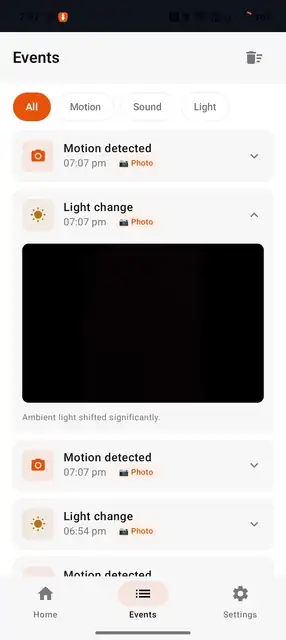 Events
All
Motion
Sound
Light
Motion detected
07:07 pm
Photo
Light change
07:07 pm
Photo
Ambient light shifted significantly.
Motion detected
07:07 pm
Photo
Light change
06:54 pm
Photo
Motion detected
Home
Events
Settings